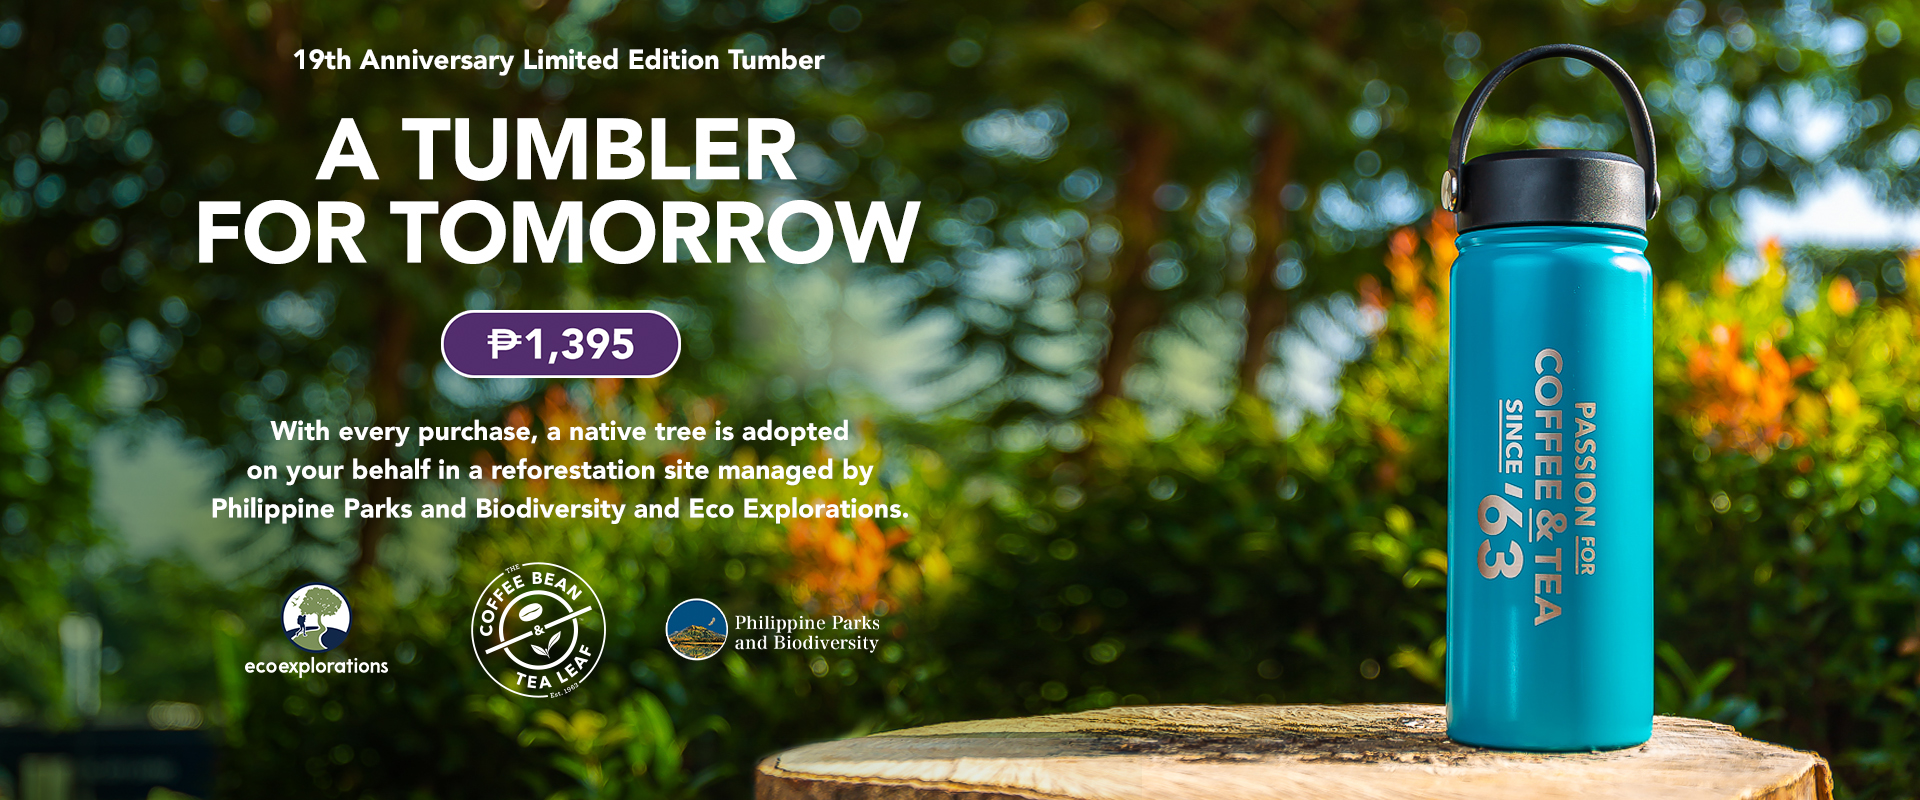 19th Anniversary Limited Edition Tumber
A TUMBLER
FOR TOMORROW
₱1,395
With every purchase, a native tree is adopted
on your behalf in a reforestation site managed by
Philippine Parks and Biodiversity and Eco Explorations.
ecoexplorations
THE
COFFEE BEAN
&
TEA LEAF
Est. 1963
Philippine Parks
and Biodiversity
PASSION FOR
COFFEE & TEA
SINCE '63